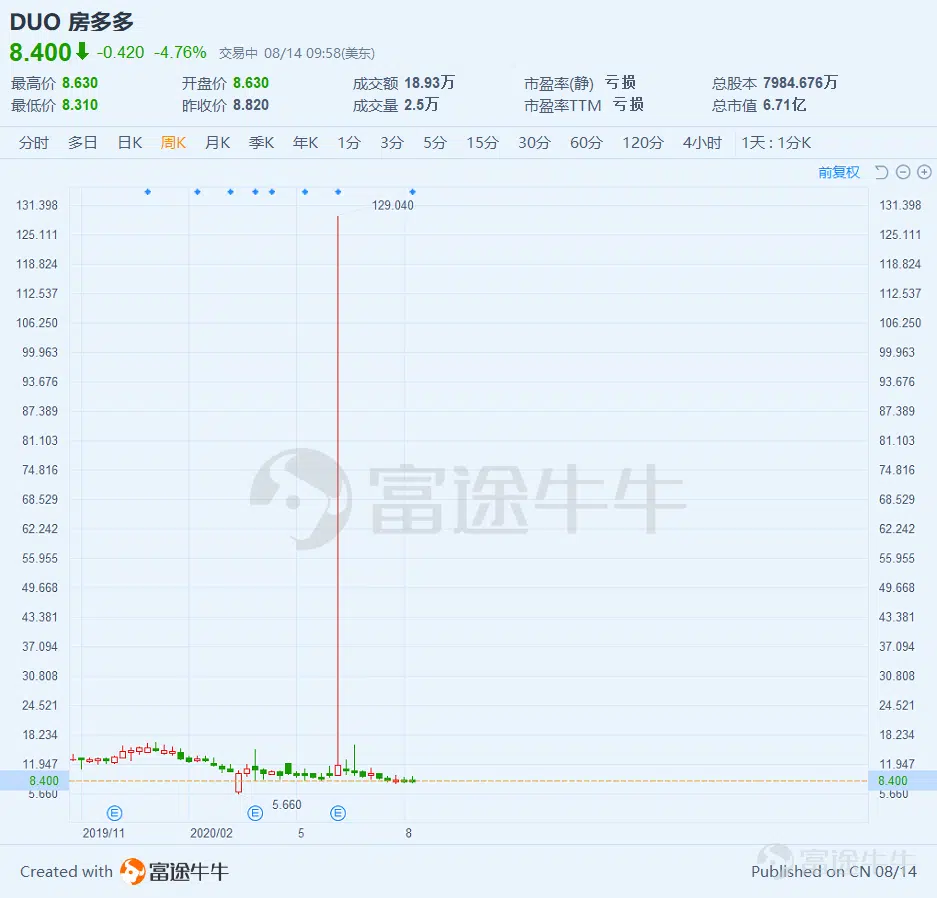 DUO 房多多
8.400 -0.420 -4.76% 交易中 08/14 09:58(美东)
最高价 8.630 开盘价 8.630 成交额 18.93万 市盈率(静) 亏损 总股本 7984.676万
最低价 8.310 昨收价 8.820 成交量 2.5万 市盈率TTM 亏损 总市值 6.71亿
分时 多日 日K 周K 月K 季K 年K 1分 3分 5分 15分 30分 60分 120分 4小时 1天 : 1分K
前复权
131.398 129.040 131.398
125.111 125.111
118.824 118.824
112.537 112.537
106.250 106.250
99.963 99.963
93.676 93.676
87.389 87.389
81.103 81.103
74.816 74.816
68.529 富途牛牛 68.529
62.242 62.242
55.955 55.955
49.668 49.668
43.381 43.381
37.094 37.094
30.808 30.808
24.521 24.521
18.234 18.234
11.947 11.947
8.400 8.400
5.660 5.660
5.660
E E E
2019/11 2020/02 5 8
富途牛牛
Created with 富途牛牛 Published on CN 08/14